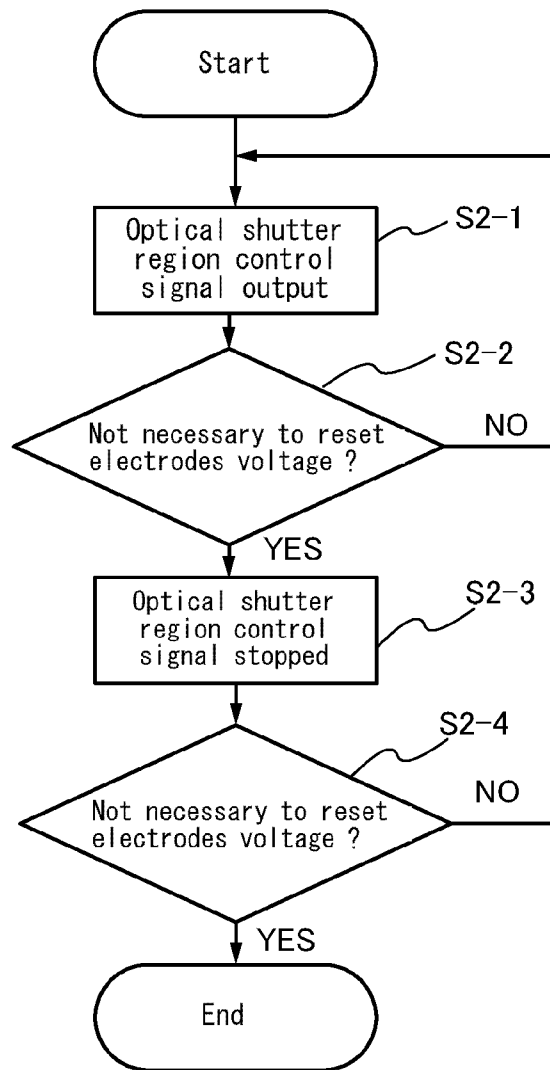 Start
Optical shutter
region control
signal output
S2-1
S2-2
Not necessary to reset
electrodes voltage ?
NO
YES
Optical shutter
region control
signal stopped
S2-3
S2-4
Not necessary to reset
electrodes voltage ?
NO
YES
End